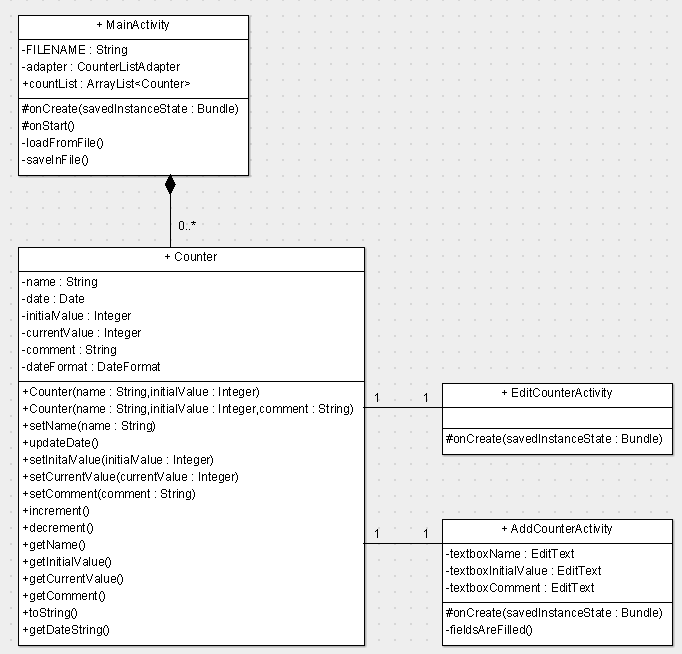 + MainActivity
-FILENAME : String
-adapter : CounterListAdapter
+countList : ArrayList<Counter>
#onCreate(savedInstanceState : Bundle)
#onStart()
-loadFromFile()
-saveInFile()
0..*
+ Counter
-name : String
-date : Date
-initialValue : Integer
-currentValue : Integer
-comment : String
-dateFormat : DateFormat
+Counter(name : String,initialValue : Integer)
+Counter(name : String,initialValue : Integer,comment : String)
+setName(name : String)
+updateDate()
+setInitalValue(initialValue : Integer)
+setCurrentValue(currentValue : Integer)
+setComment(comment : String)
+increment()
+decrement()
+getName()
+getInitialValue()
+getCurrentValue()
+getComment()
+toString()
+getDateString()
1 1
+ EditCounterActivity
#onCreate(savedInstanceState : Bundle)
1 1
+ AddCounterActivity
-textboxName : EditText
-textboxInitialValue : EditText
-textboxComment : EditText
#onCreate(savedInstanceState : Bundle)
-fieldsAreFilled()